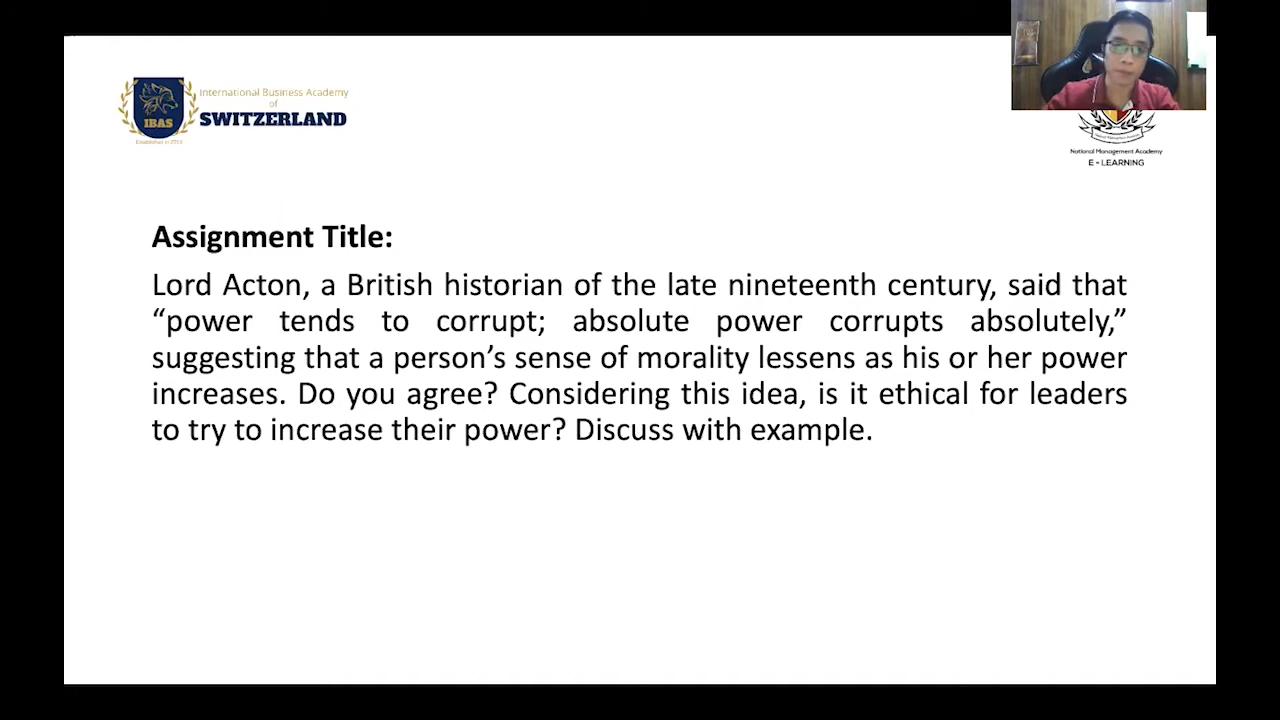 International Business Academy
of
SWITZERLAND
IBAS
National Management Academy
E - LEARNING
Assignment Title:
Lord Acton, a British historian of the late nineteenth century, said that
“power tends to corrupt; absolute power corrupts absolutely,”
suggesting that a person’s sense of morality lessens as his or her power
increases. Do you agree? Considering this idea, is it ethical for leaders
to try to increase their power? Discuss with example.